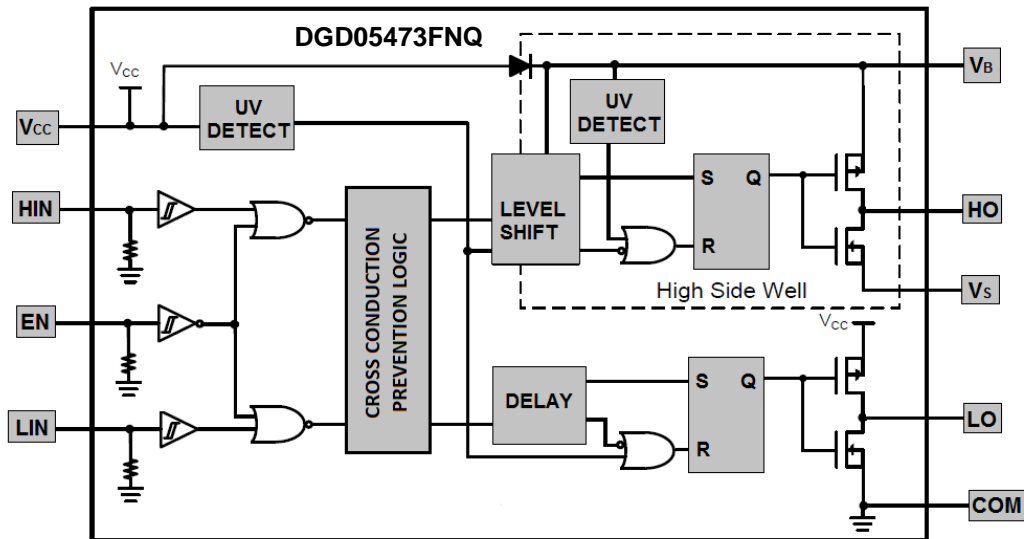 DGD05473FNQ
VCC
VCC
UV
DETECT
UV
DETECT
VB
HIN
LEVEL
SHIFT
S
Q
R
HO
CROSS CONDUCTION
PREVENTION LOGIC
High Side Well
VS
EN
VCC
DELAY
S
Q
R
LIN
LO
COM